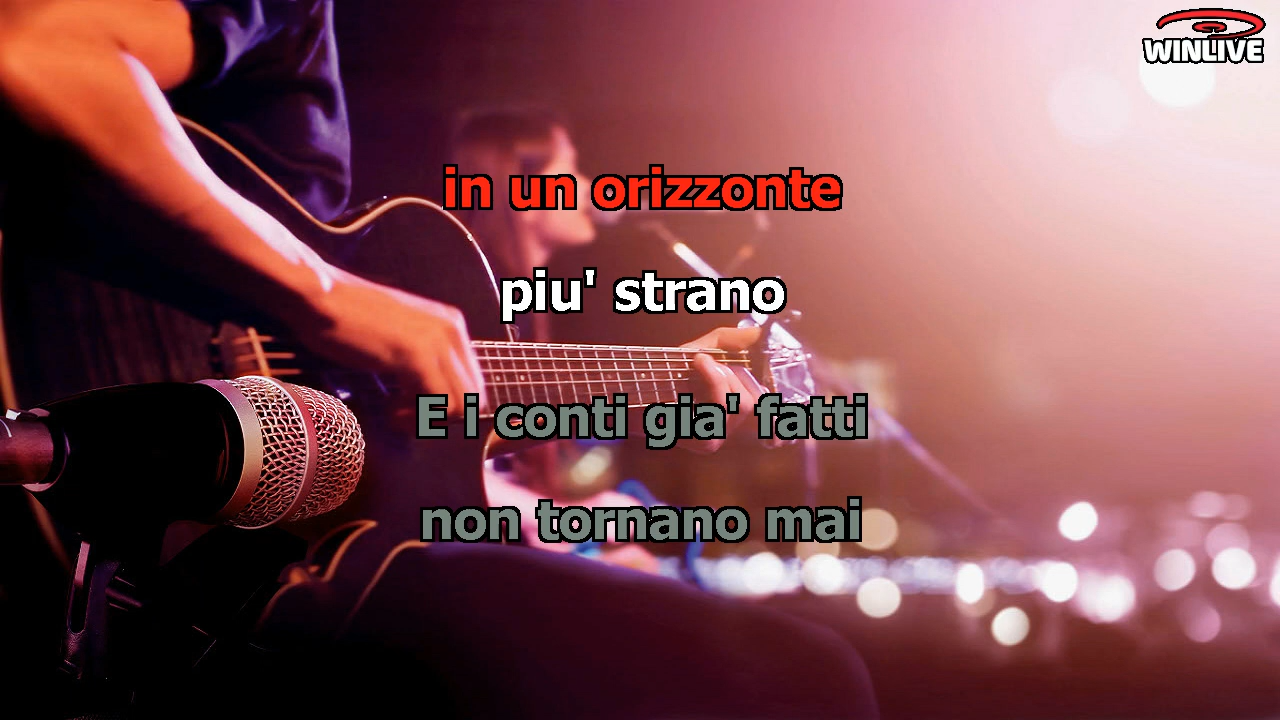 WINLIVE
in un orizzonte
piu' strano
E i conti gia' fatti
non tornano mai